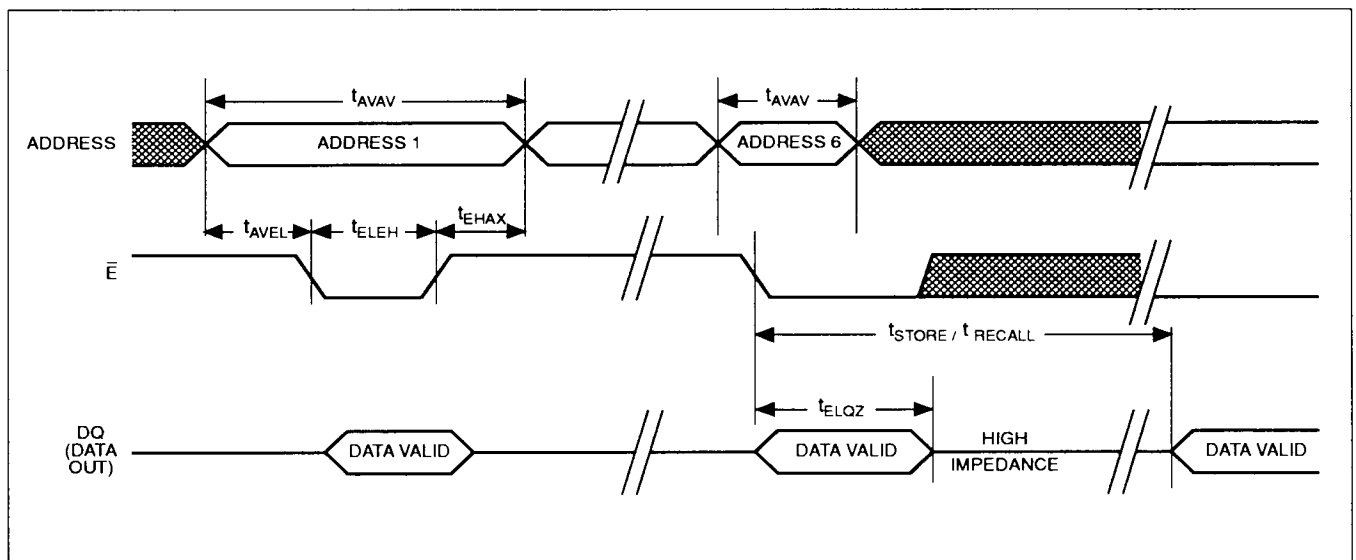 tAVAV
tAVAV
ADDRESS
ADDRESS 1
ADDRESS 6
tAVEL
tELEH
tEHAX
E̅
tSTORE / tRECALL
tELQZ
DQ
(DATA
OUT)
DATA VALID
DATA VALID
HIGH
IMPEDANCE
DATA VALID